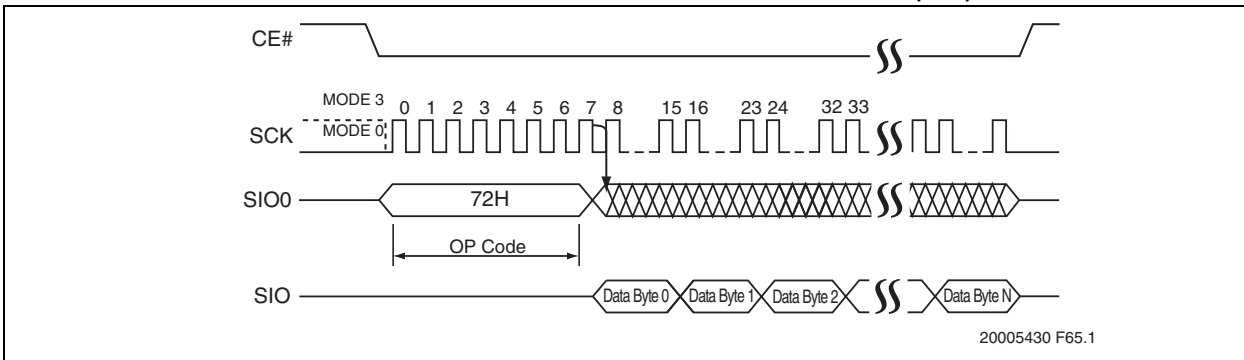 CE#
MODE 3
0 1 2 3 4 5 6 7 8 15 16 23 24 32 33
SCK
MODE 0
SIO0
72H
OP Code
SIO
Data Byte 0
Data Byte 1
Data Byte 2
Data Byte N
20005430 F65.1